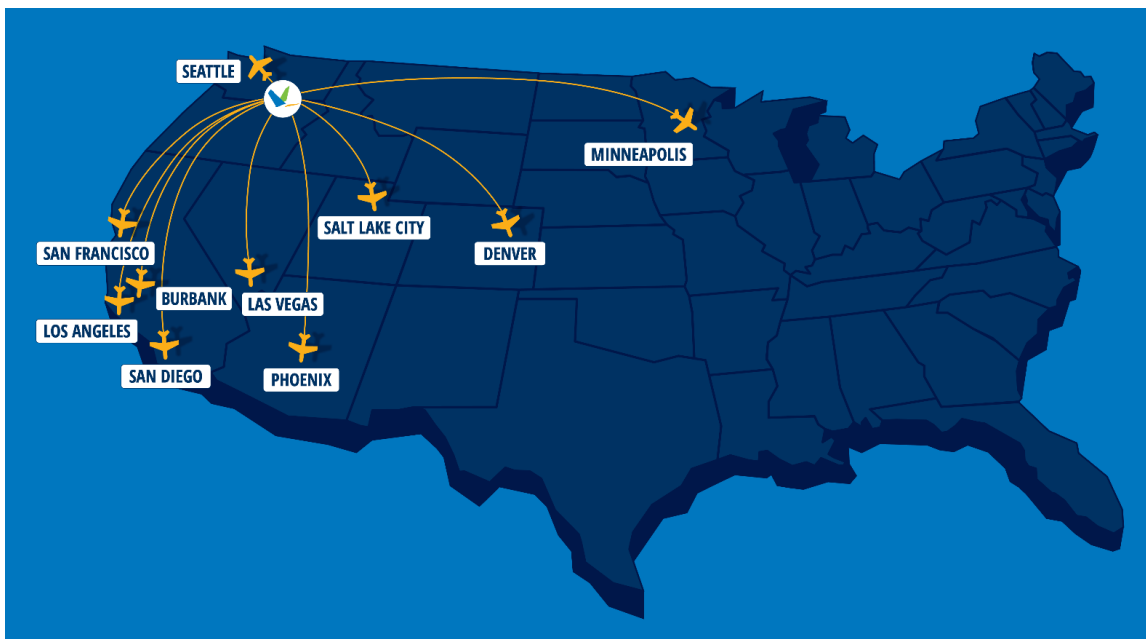 SEATTLE
MINNEAPOLIS
SALT LAKE CITY
DENVER
SAN FRANCISCO
BURBANK
LAS VEGAS
LOS ANGELES
SAN DIEGO
PHOENIX